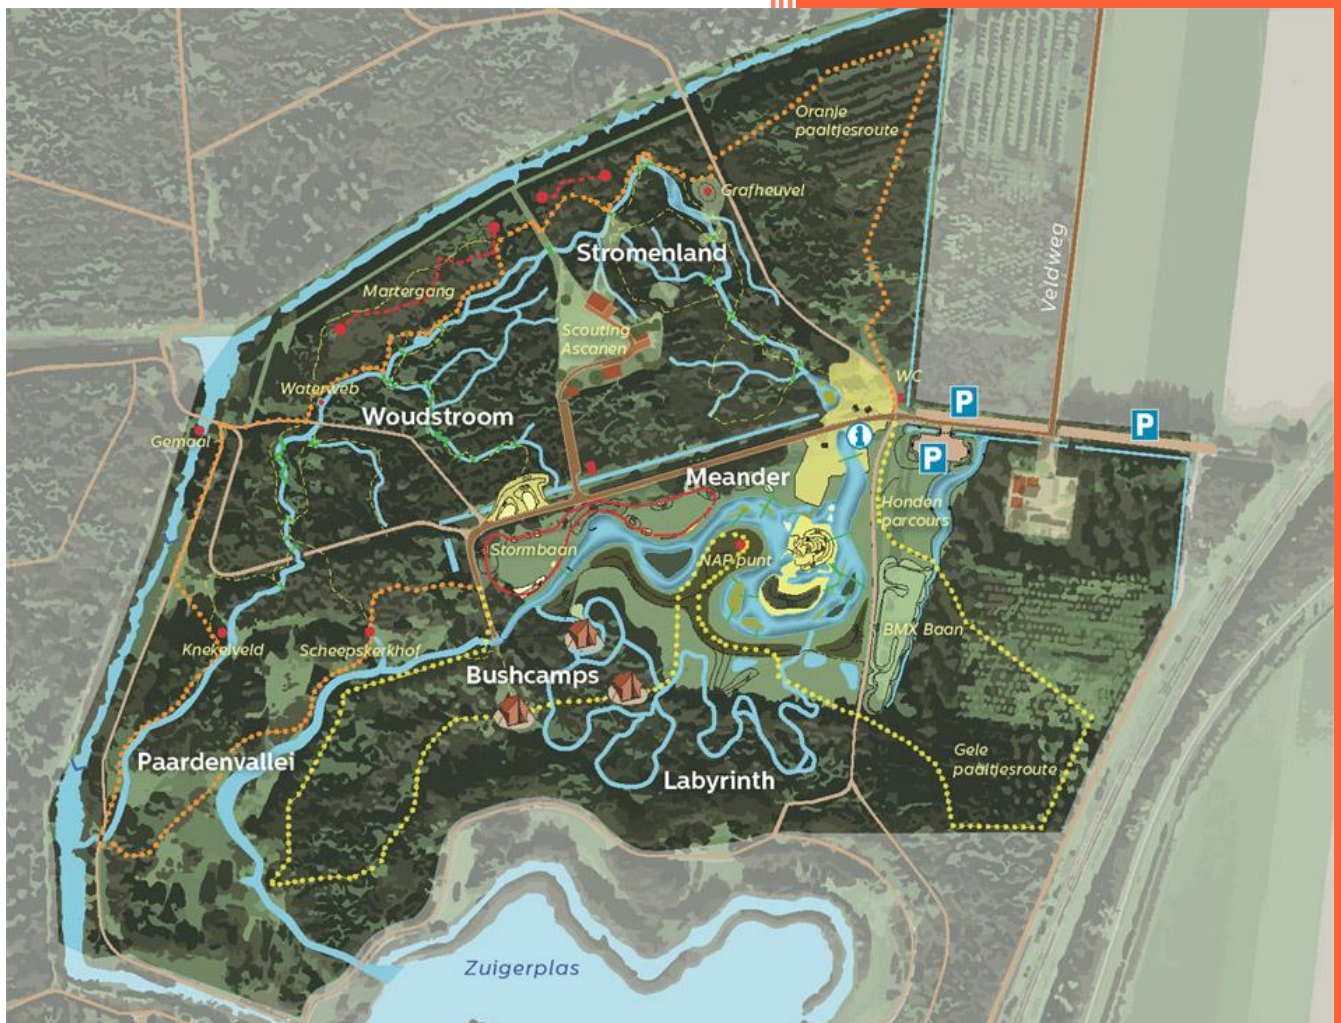 Oranje
paaltjesroute
Grafheuvel
Veldweg
Stromenland
Martergang
Scouting
Ascanen
Waterweb
WC
Woudstroom
P
P
Gemaal
i
P
Meander
Honden
parcours
Stormbaan
NAP punt
BMX Baan
Knekelveld
Scheepskerkhof
Bushcamps
Gele
paaltjesroute
Paardenvallei
Labyrinth
Zuigerplas